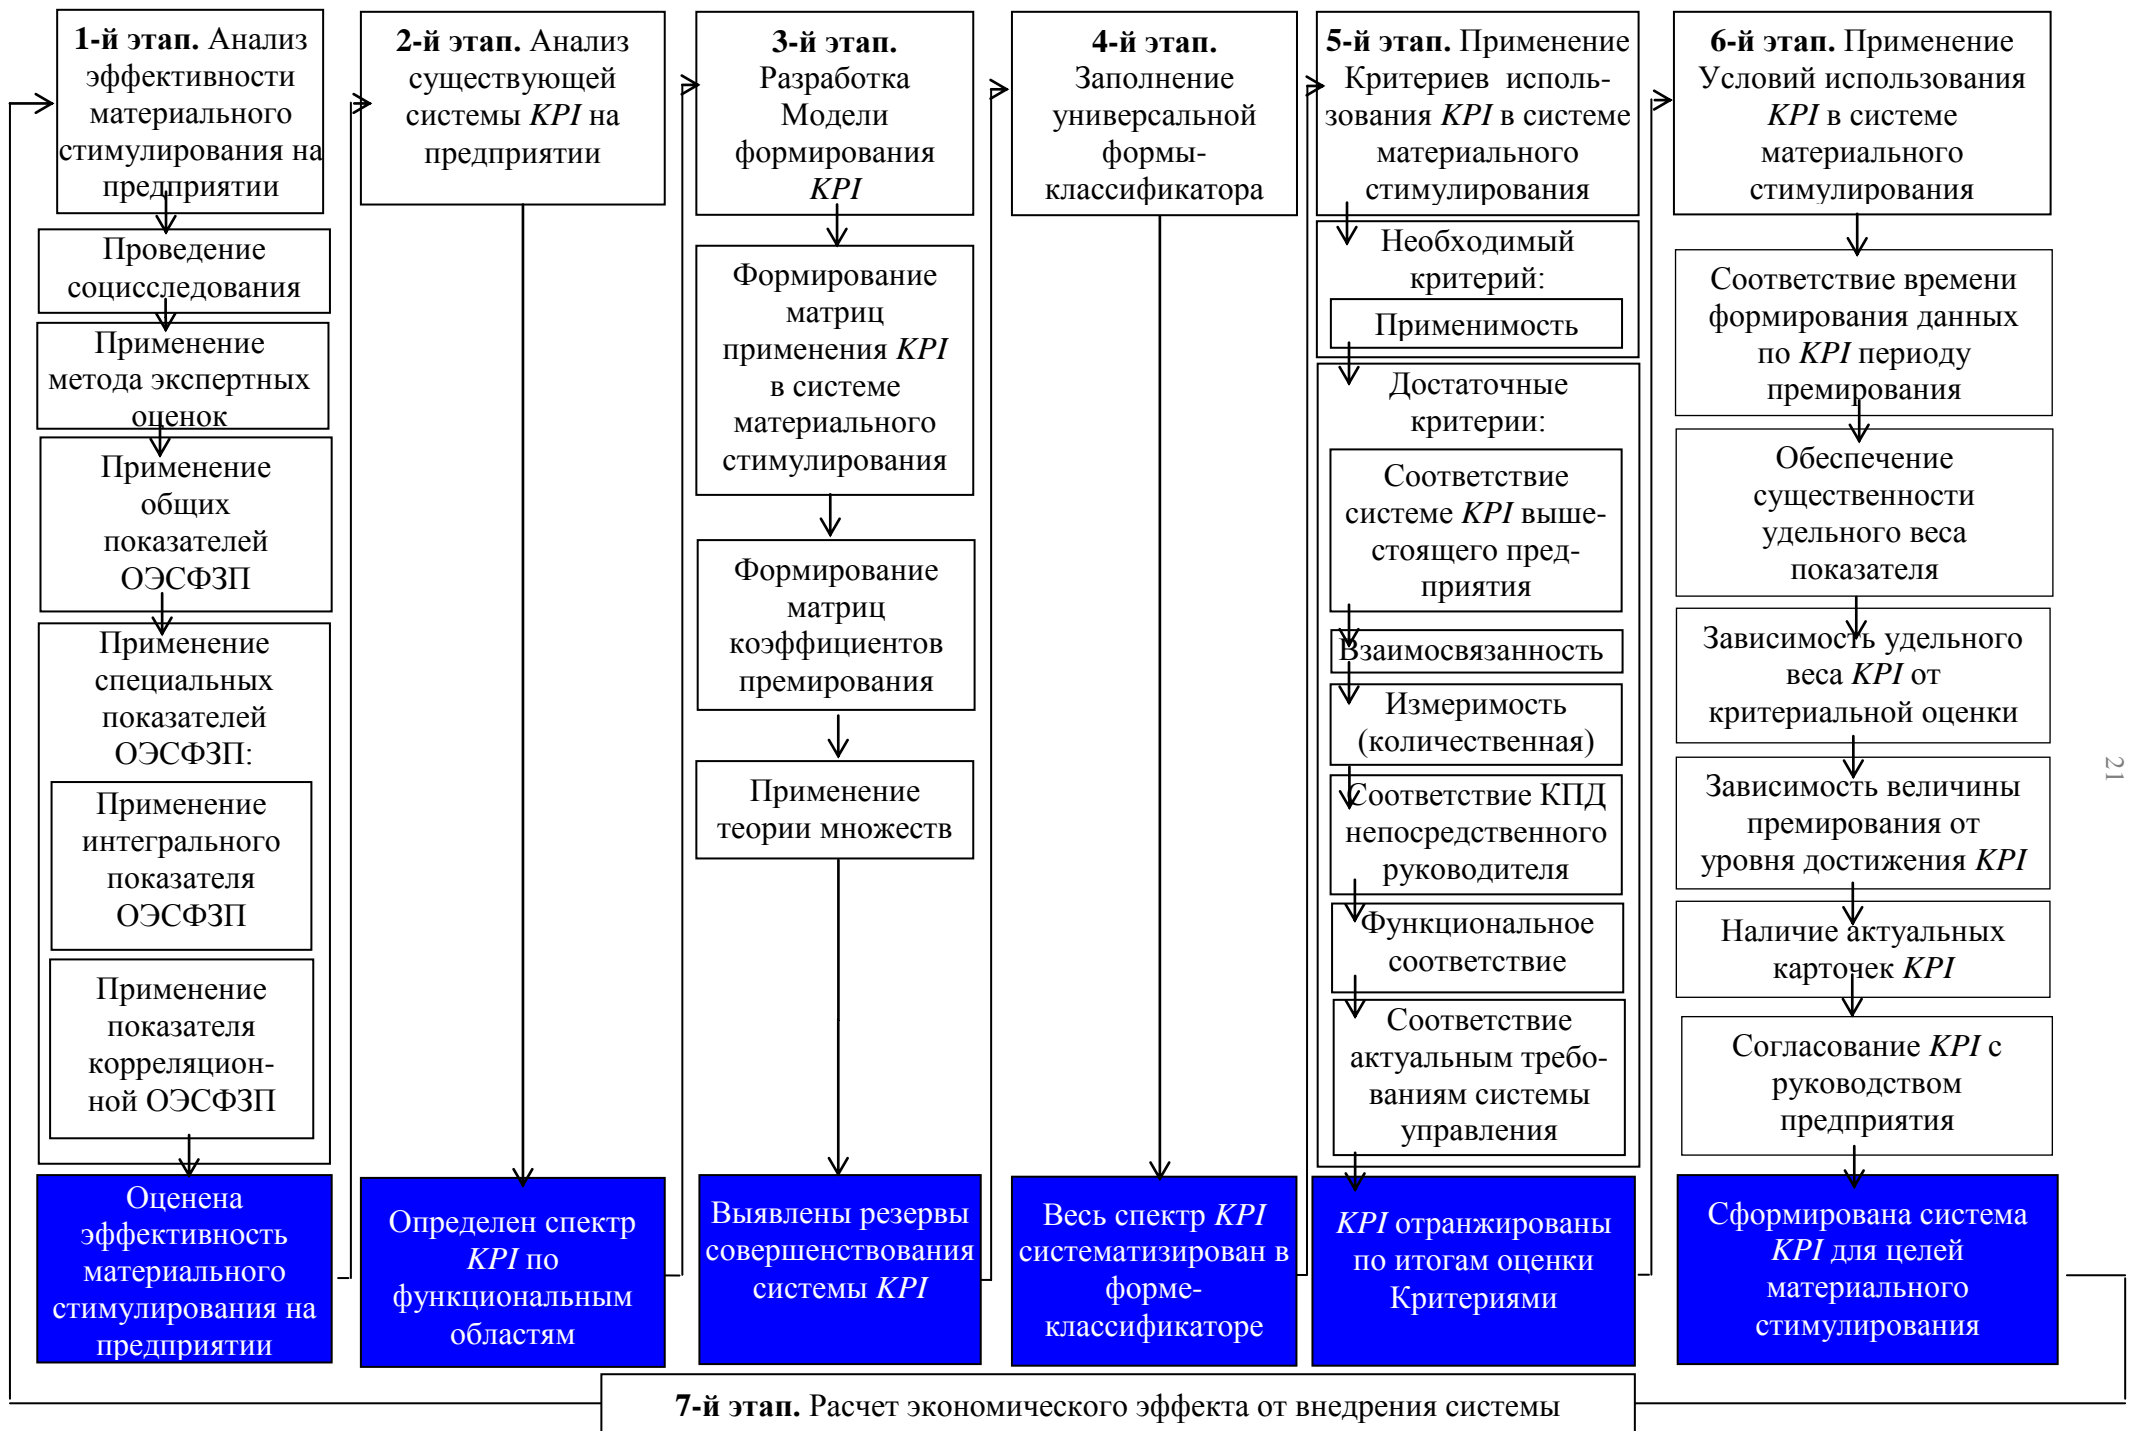 1-й этап. Анализ
эффективности
материального
стимулирования на
предприятии
Проведение
социсследования
Применение
метода экспертных
оценок
Применение
общих
показателей
ОЭСФЗП
Применение
специальных
показателей
ОЭСФЗП:
Применение
интегрального
показателя
ОЭСФЗП
Применение
показателя
корреляцион-
ной ОЭСФЗП
Оценена
эффективность
материального
стимулирования на
предприятии
2-й этап. Анализ
существующей
системы KPI на
предприятии
Определен спектр
KPI по
функциональным
областям
3-й этап.
Разработка
Модели
формирования
KPI
Формирование
матриц
применения KPI
в системе
материального
стимулирования
Формирование
матриц
коэффициентов
премирования
Применение
теории множеств
Выявлены резервы
совершенствования
системы KPI
4-й этап.
Заполнение
универсальной
формы-
классификатора
Весь спектр KPI
систематизирован в
форме-
классификаторе
5-й этап. Применение
Критериев исполь-
зования KPI в системе
материального
стимулирования
Необходимый
критерий:
Применимость
Достаточные
критерии:
Соответствие
системе KPI выше-
стоящего пред-
приятия
Взаимосвязанность
Измеримость
(количественная)
Соответствие КПД
непосредственного
руководителя
Функциональное
соответствие
Соответствие
актуальным требо-
ваниям системы
управления
KPI отранжированы
по итогам оценки
Критериями
6-й этап. Применение
Условий использования
KPI в системе
материального
стимулирования
Соответствие времени
формирования данных
по KPI периоду
премирования
Обеспечение
существенности
удельного веса
показателя
Зависимость удельного
веса KPI от
критериальной оценки
Зависимость величины
премирования от
уровня достижения KPI
Наличие актуальных
карточек KPI
Согласование KPI с
руководством
предприятия
Сформирована система
KPI для целей
материального
стимулирования
7-й этап. Расчет экономического эффекта от внедрения системы
21